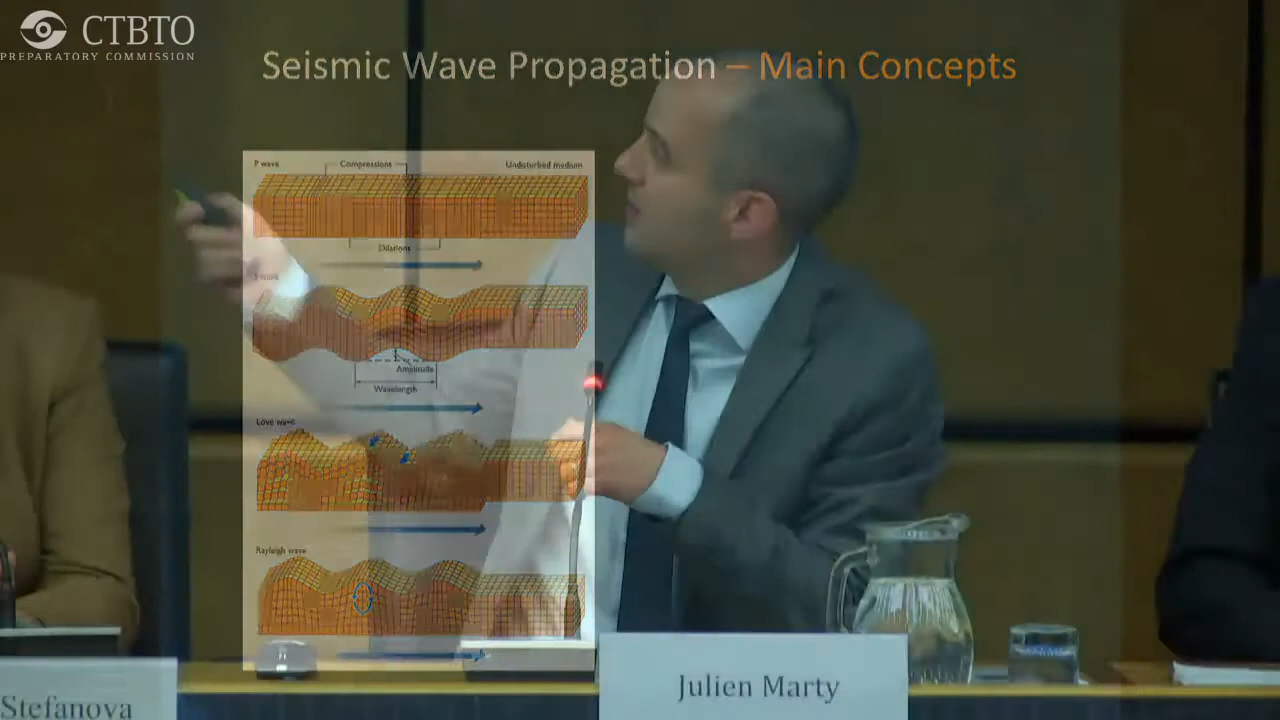 CTBTO
PREPARATORY COMMISSION
Seismic Wave Propagation – Main Concepts
P wave
Compressions
Undisturbed medium
Dilations
S wave
Amplitude
Wavelength
Love wave
Rayleigh wave
Stefanova
Julien Marty